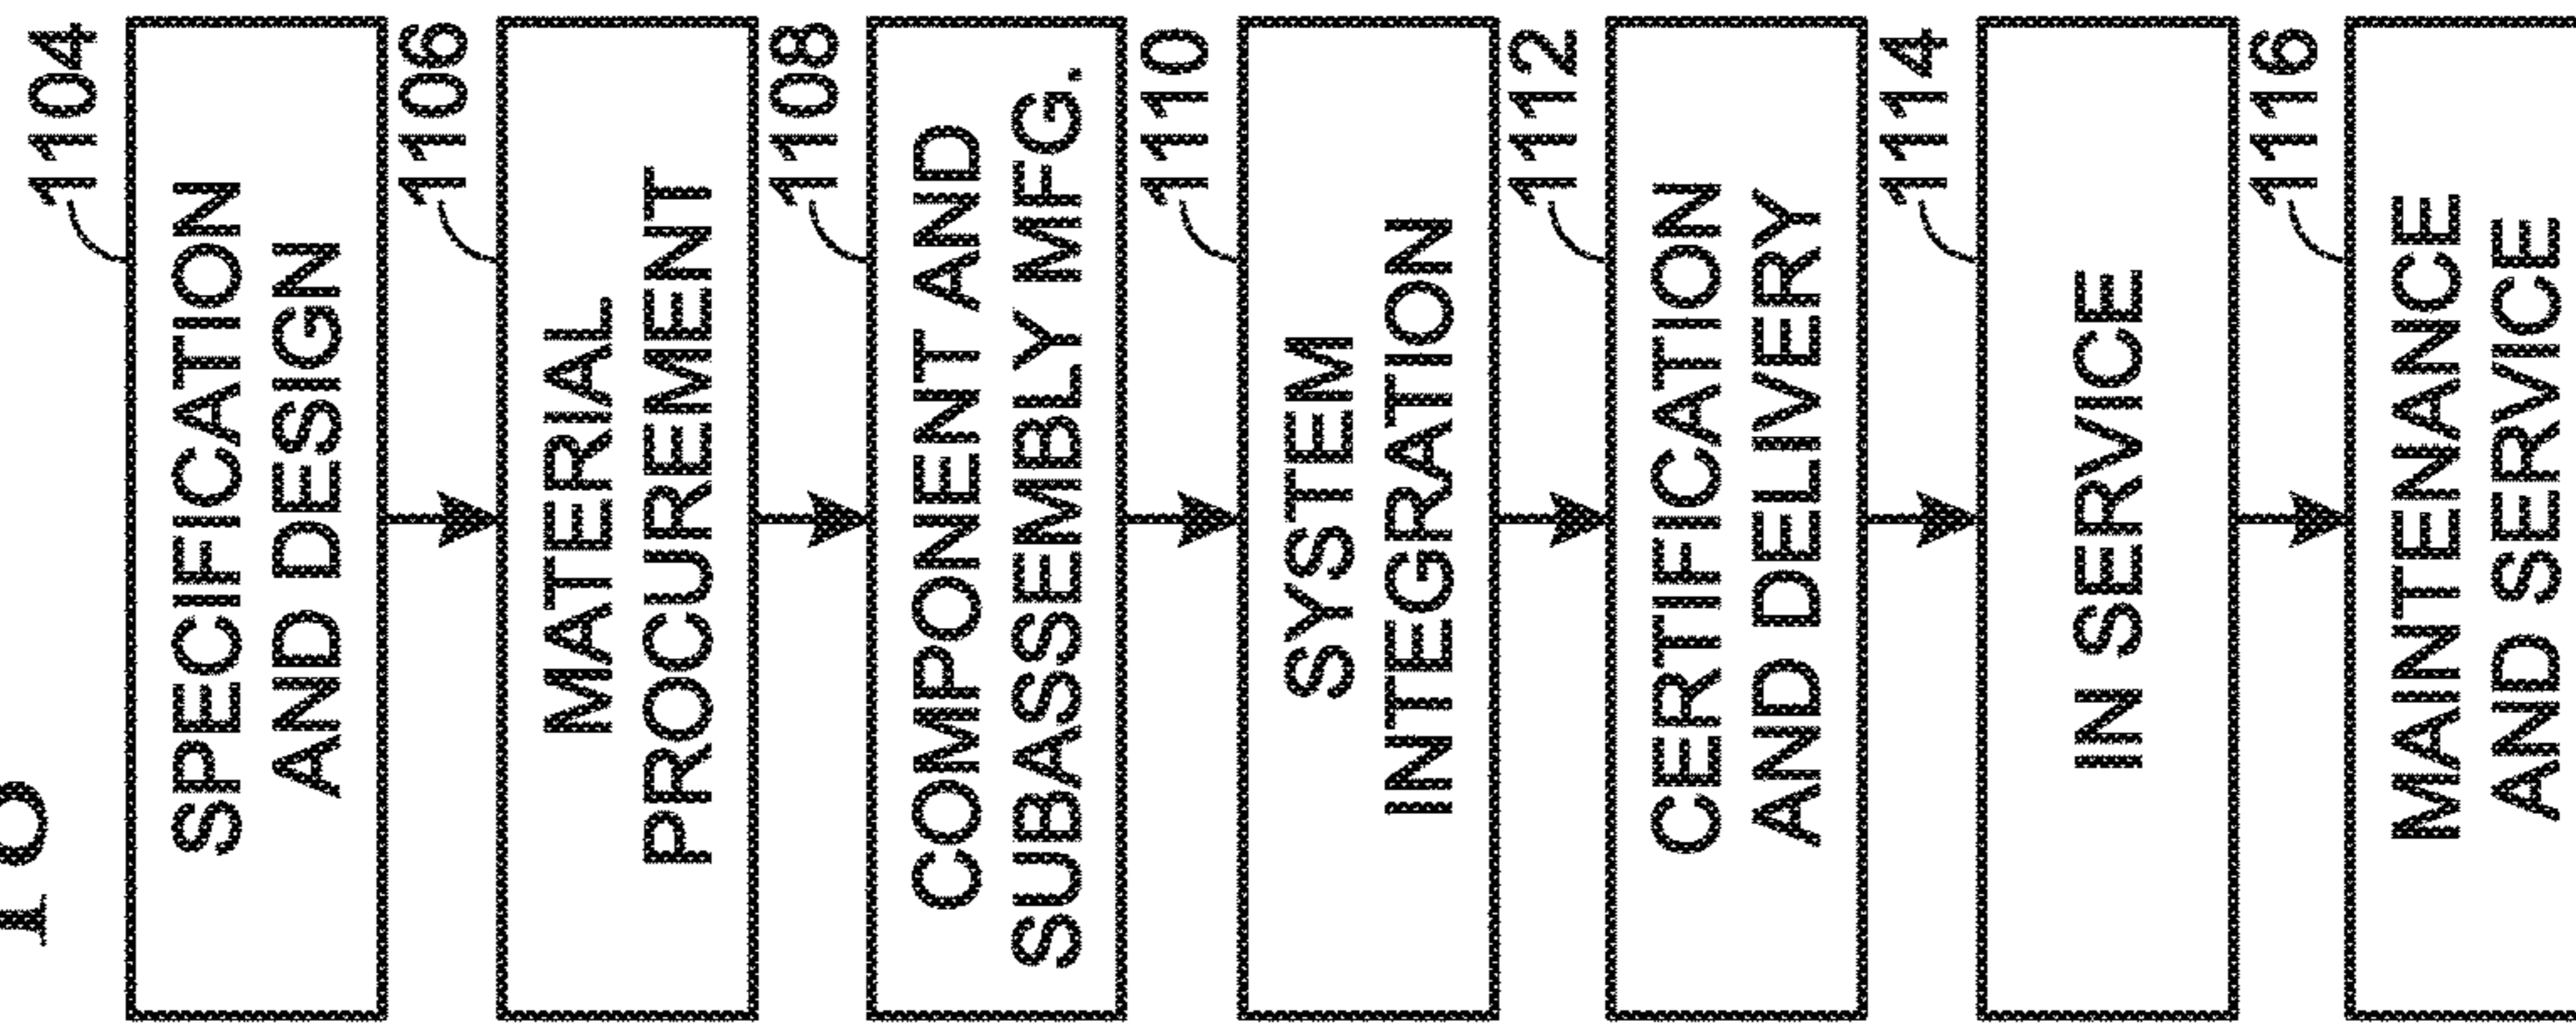 1104
SPECIFICATION
AND DESIGN
1106
MATERIAL
PROCUREMENT
1108
COMPONENT AND
SUBASSEMBLY MFG.
1110
SYSTEM
INTEGRATION
1112
CERTIFICATION
AND DELIVERY
1114
IN SERVICE
1116
MAINTENANCE
AND SERVICE